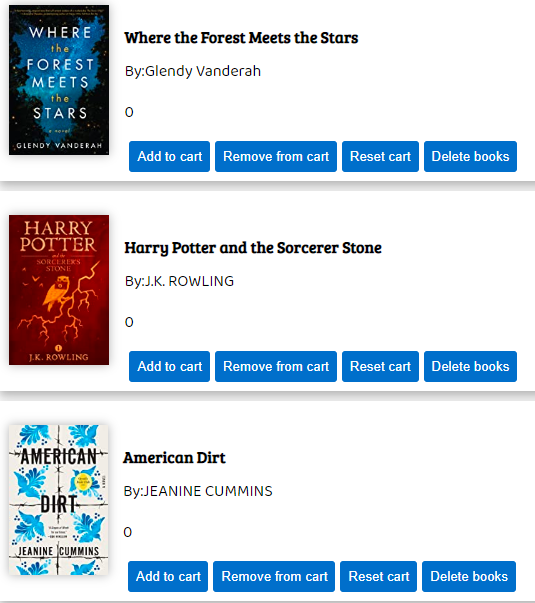 WHERE
the
FOREST
MEETS
the
STARS
a novel
GLENDY VANDERAH
Where the Forest Meets the Stars
By:Glendy Vanderah
0
Add to cart Remove from cart Reset cart Delete books
HARRY
POTTER
and the
SORCERER'S
STONE
1
J.K. ROWLING
Harry Potter and the Sorcerer Stone
By:J.K. ROWLING
0
Add to cart Remove from cart Reset cart Delete books
AMERICAN
DIRT
JEANINE CUMMINS
American Dirt
By:JEANINE CUMMINS
0
Add to cart Remove from cart Reset cart Delete books